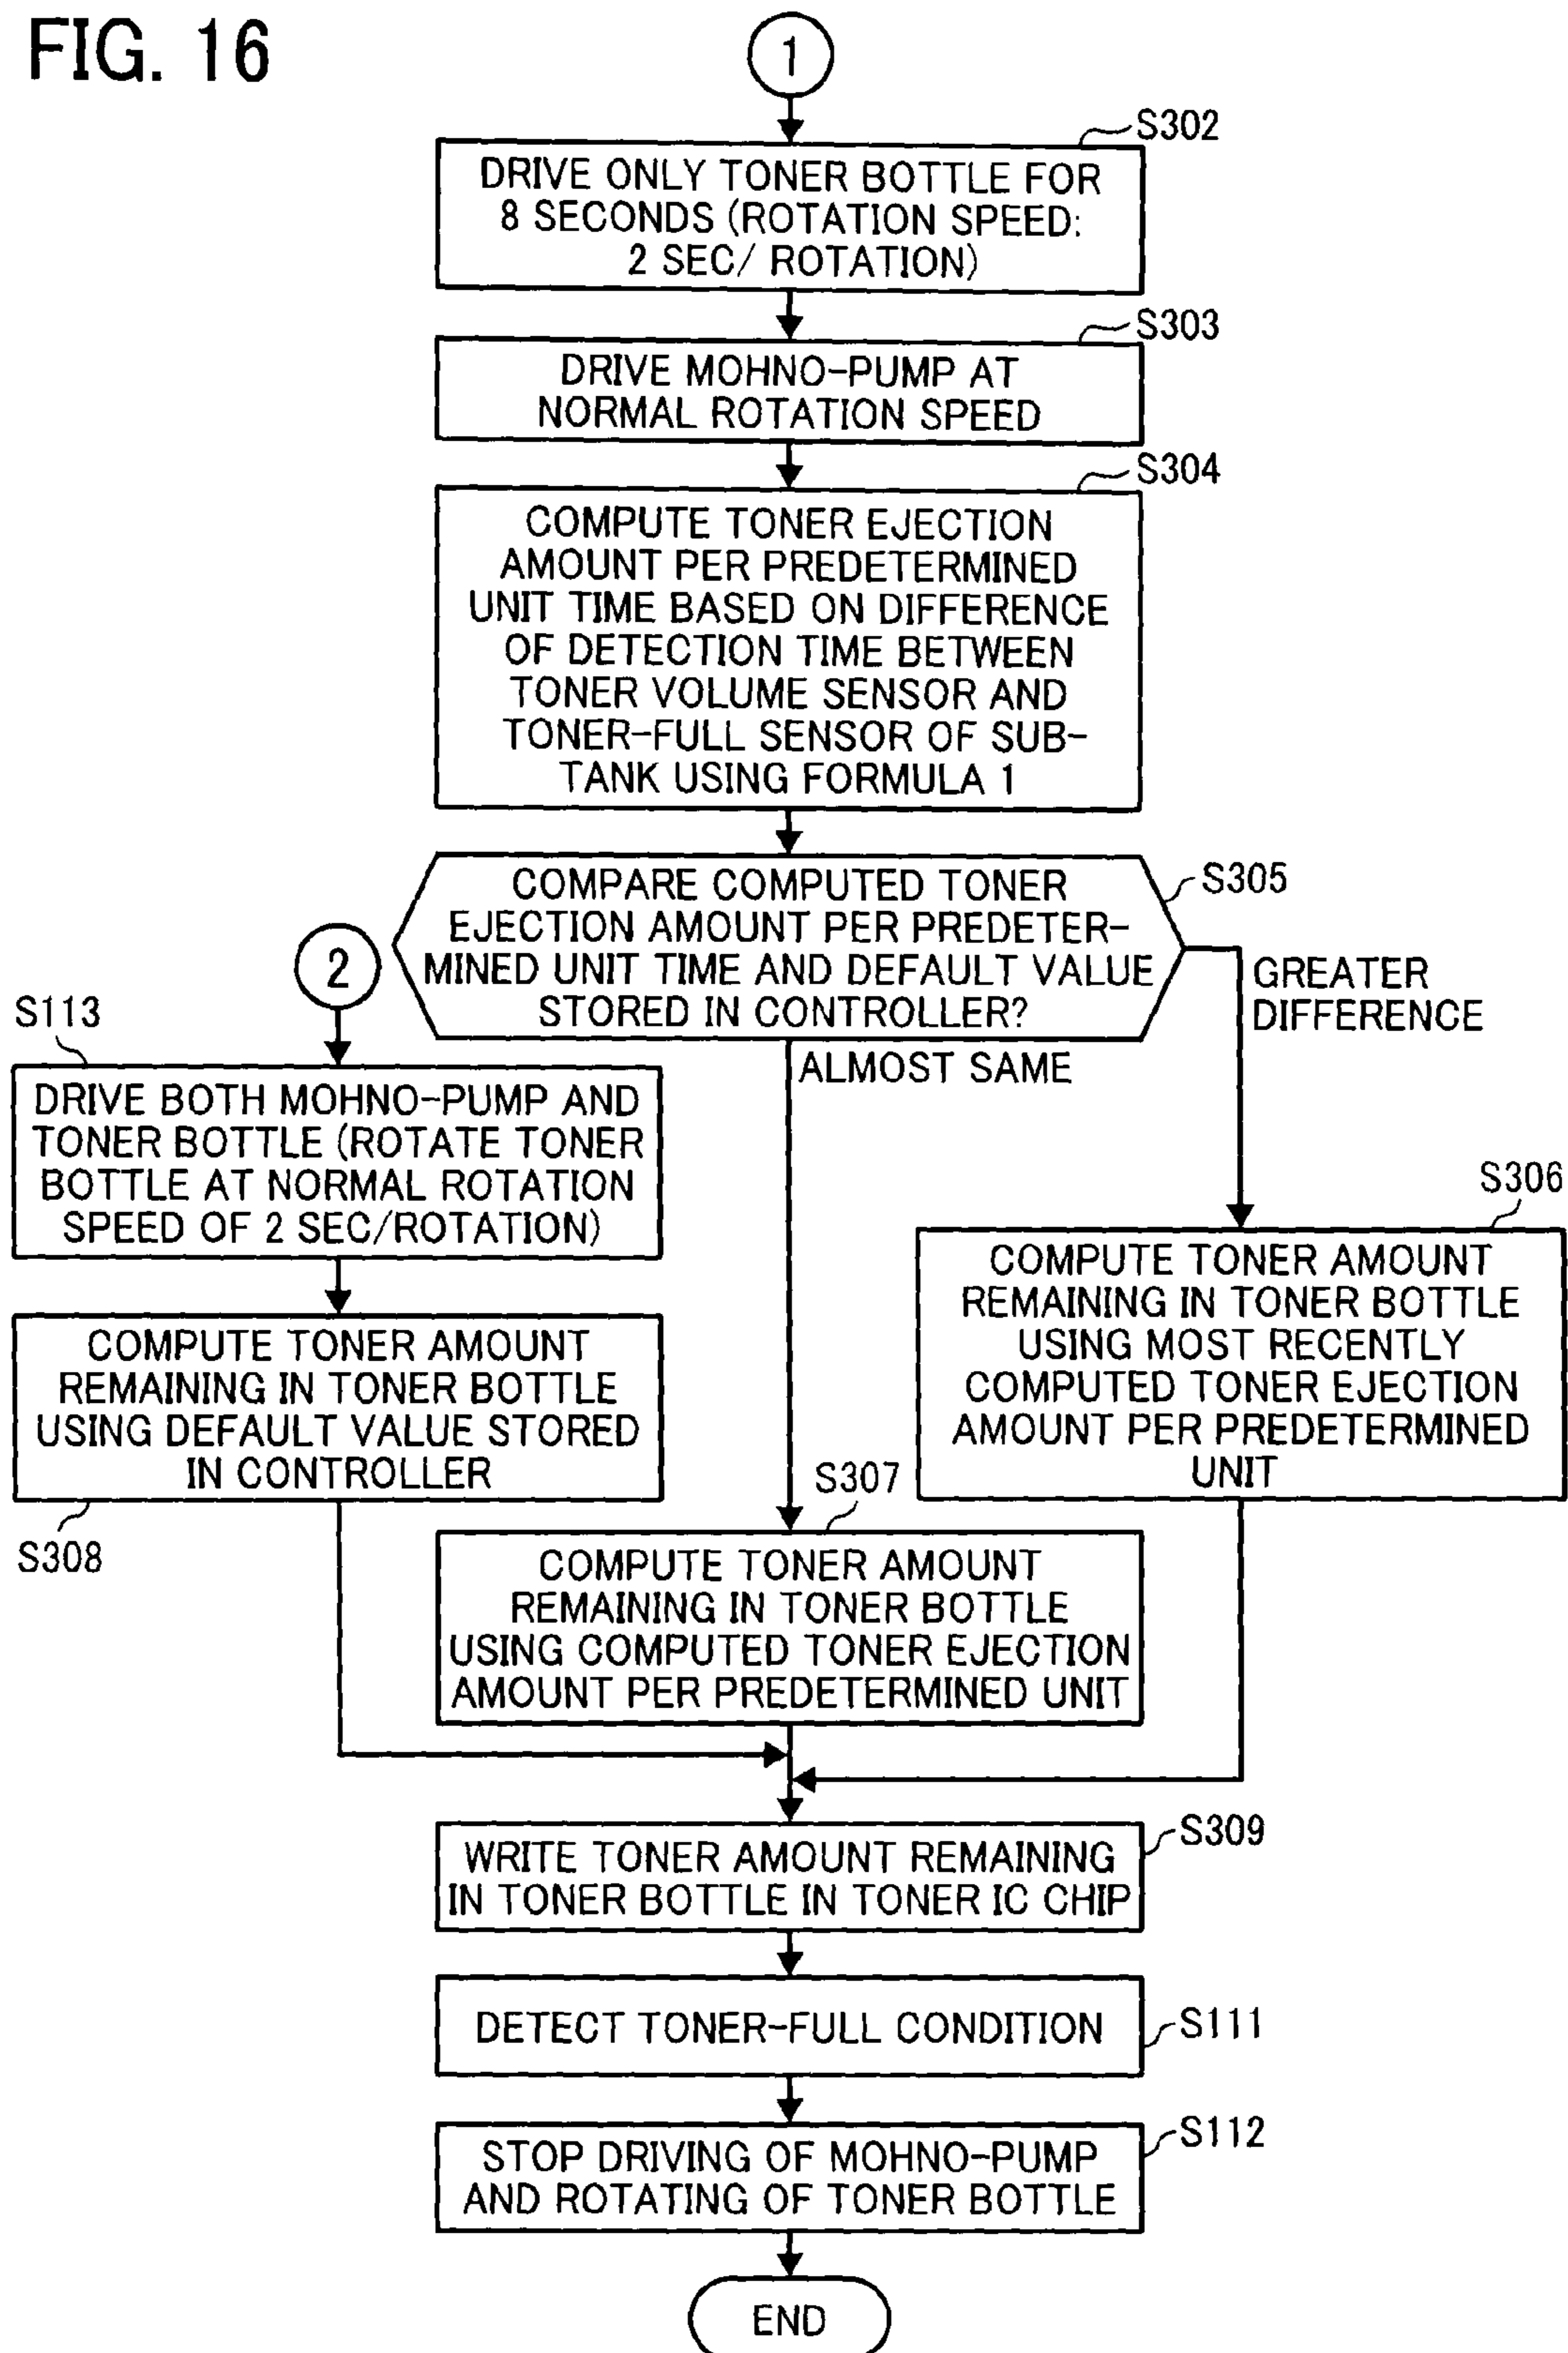 FIG. 16
1
S302
DRIVE ONLY TONER BOTTLE FOR
8 SECONDS (ROTATION SPEED:
2 SEC/ ROTATION)
S303
DRIVE MOHNO-PUMP AT
NORMAL ROTATION SPEED
S304
COMPUTE TONER EJECTION
AMOUNT PER PREDETERMINED
UNIT TIME BASED ON DIFFERENCE
OF DETECTION TIME BETWEEN
TONER VOLUME SENSOR AND
TONER-FULL SENSOR OF SUB-
TANK USING FORMULA 1
S305
COMPARE COMPUTED TONER
EJECTION AMOUNT PER PREDETER-
MINED UNIT TIME AND DEFAULT VALUE
STORED IN CONTROLLER?
GREATER
DIFFERENCE
ALMOST SAME
2
S113
DRIVE BOTH MOHNO-PUMP AND
TONER BOTTLE (ROTATE TONER
BOTTLE AT NORMAL ROTATION
SPEED OF 2 SEC/ROTATION)
S306
COMPUTE TONER AMOUNT
REMAINING IN TONER BOTTLE
USING MOST RECENTLY
COMPUTED TONER EJECTION
AMOUNT PER PREDETERMINED
UNIT
COMPUTE TONER AMOUNT
REMAINING IN TONER BOTTLE
USING DEFAULT VALUE STORED
IN CONTROLLER
S308
S307
COMPUTE TONER AMOUNT
REMAINING IN TONER BOTTLE
USING COMPUTED TONER EJECTION
AMOUNT PER PREDETERMINED UNIT
S309
WRITE TONER AMOUNT REMAINING
IN TONER BOTTLE IN TONER IC CHIP
DETECT TONER-FULL CONDITION
S111
S112
STOP DRIVING OF MOHNO-PUMP
AND ROTATING OF TONER BOTTLE
END